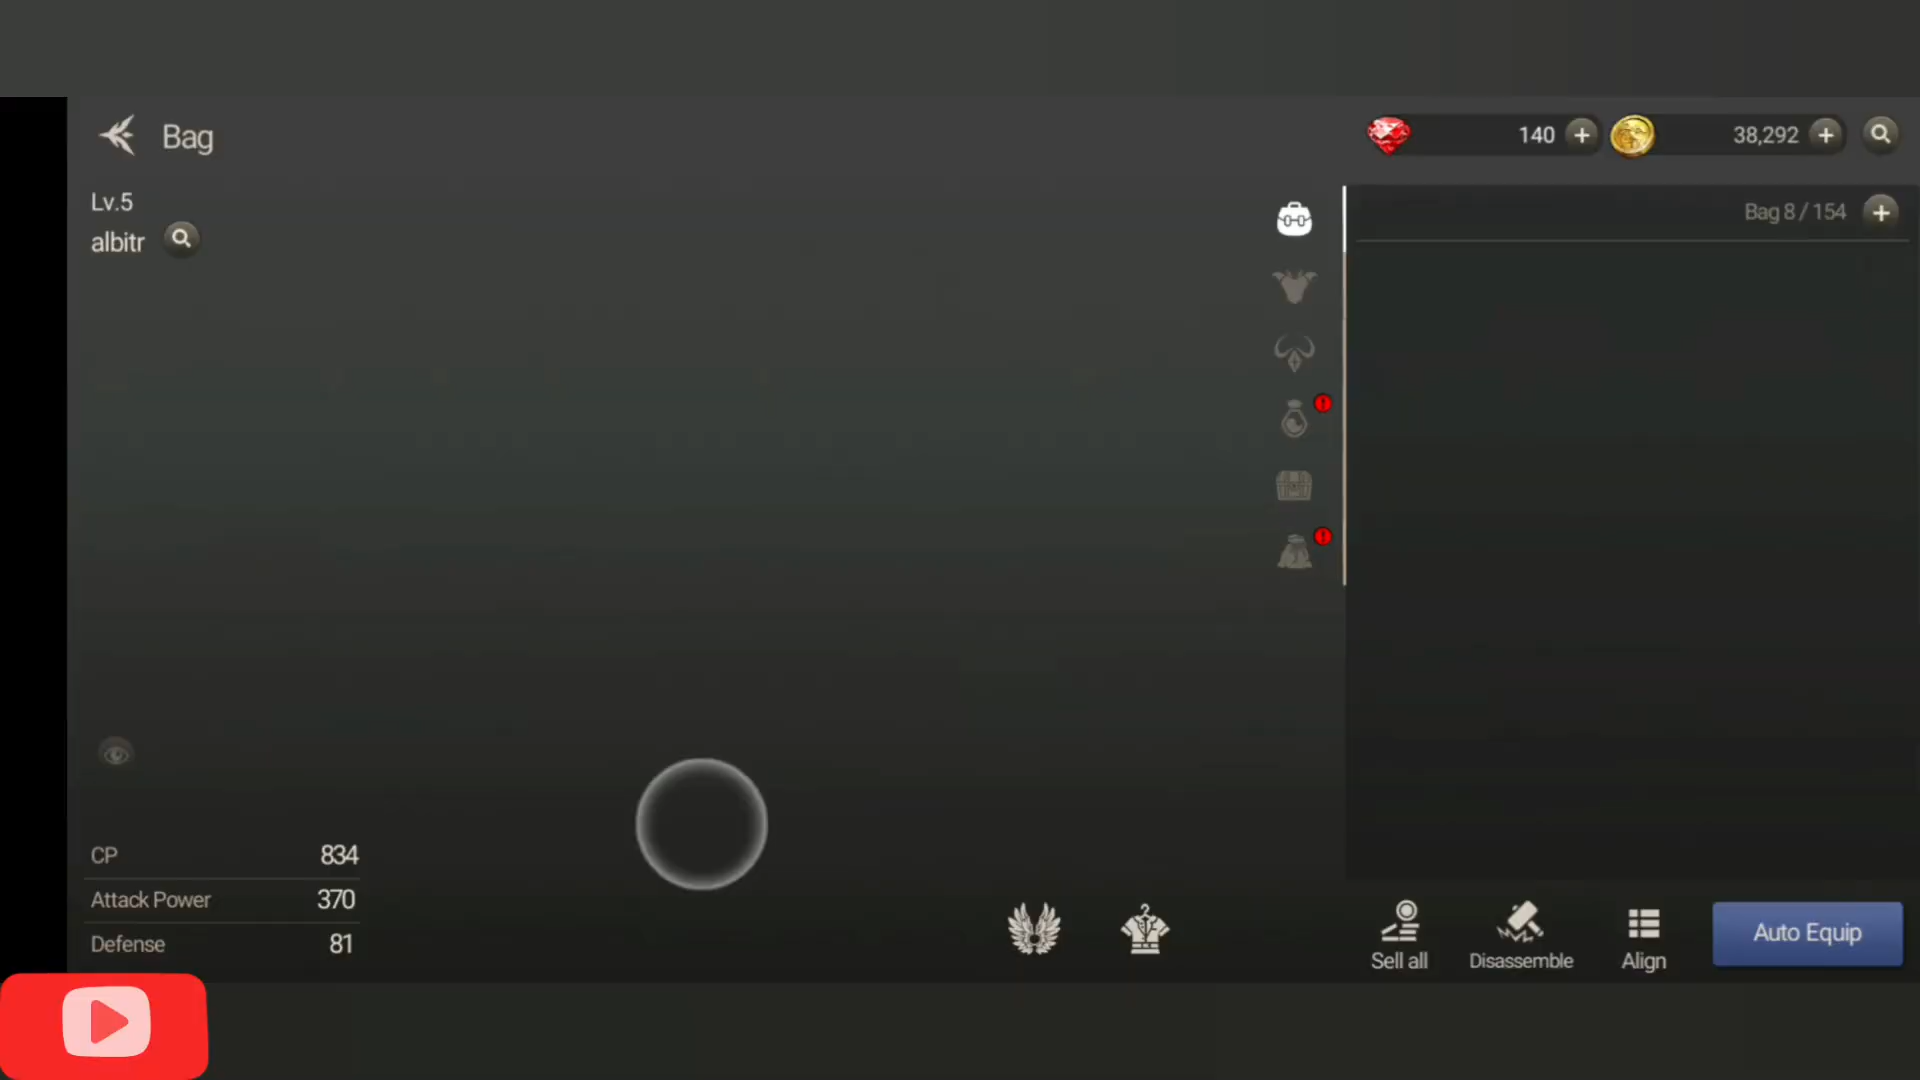 Bag
140
38,292
Lv.5
albitr
Bag 8 / 154
CP 834
Attack Power 370
Defense 81
Sell all
Disassemble
Align
Auto Equip